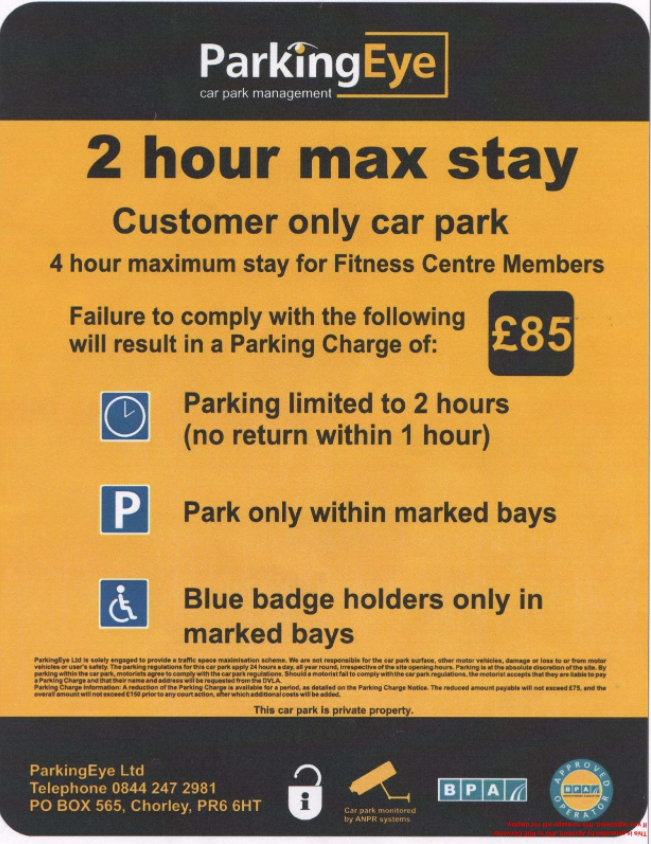 ParkingEye
car park management
2 hour max stay
Customer only car park
4 hour maximum stay for Fitness Centre Members
Failure to comply with the following
will result in a Parking Charge of:
£85
Parking limited to 2 hours
(no return within 1 hour)
P
Park only within marked bays
Blue badge holders only in
marked bays
ParkingEye Ltd is solely engaged to provide a traffic space maximisation scheme. We are not responsible for the car park surface, other motor vehicles, damage or loss to or from motor
vehicles or user's safety. The parking regulations for this car park apply 24 hours a day, all year round, irrespective of the site opening hours. Parking is at the absolute discretion of the site. By
parking within the car park, motorists agree to comply with the car park regulations. Should a motorist fail to comply with the car park regulations, the motorist accepts that they are liable to pay
a Parking Charge and that their name and address will be requested from the DVLA.
Parking Charge Information: A reduction of the Parking Charge is available for a period, as detailed on the Parking Charge Notice. The reduced amount payable will not exceed £75, and the
overall amount will not exceed £150 prior to any court action, after which additional costs will be added.
This car park is private property.
ParkingEye Ltd
Telephone 0844 247 2981
PO BOX 565, Chorley, PR6 6HT
Car park monitored
by ANPR systems
BPA
APPROVED
BPA
OPERATOR